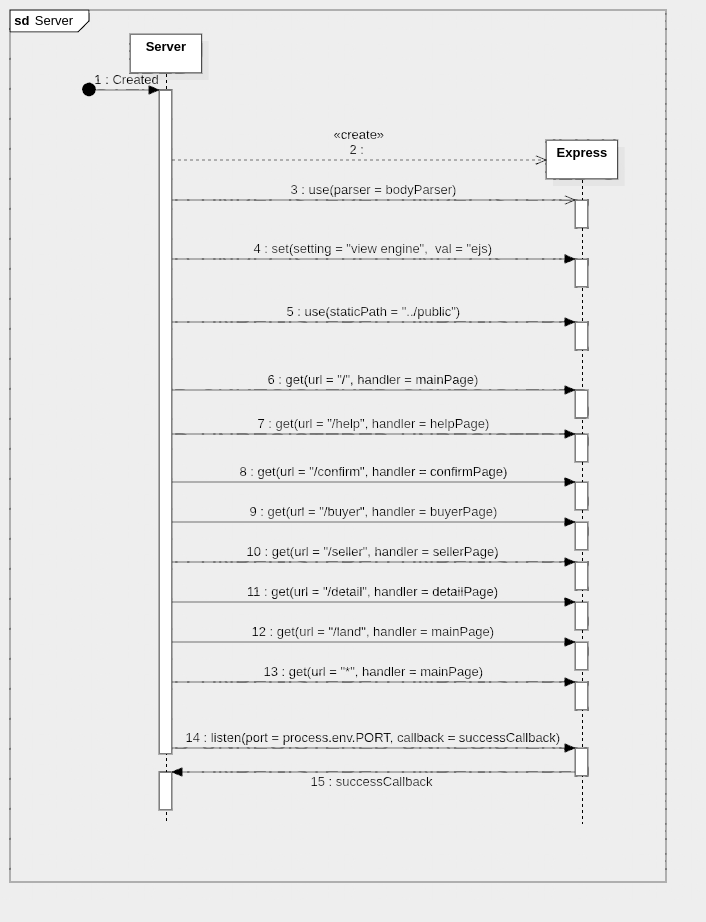 sd Server
Server
1 : Created
«create»
2 :
Express
3 : use(parser = bodyParser)
4 : set(setting = "view engine", val = "ejs)
5 : use(staticPath = "../public")
6 : get(url = "/", handler = mainPage)
7 : get(url = "/help", handler = helpPage)
8 : get(url = "/confirm", handler = confirmPage)
9 : get(url = "/buyer", handler = buyerPage)
10 : get(url = "/seller", handler = sellerPage)
11 : get(url = "/detail", handler = detailPage)
12 : get(url = "/land", handler = mainPage)
13 : get(url = "*", handler = mainPage)
14 : listen(port = process.env.PORT, callback = successCallback)
15 : successCallback